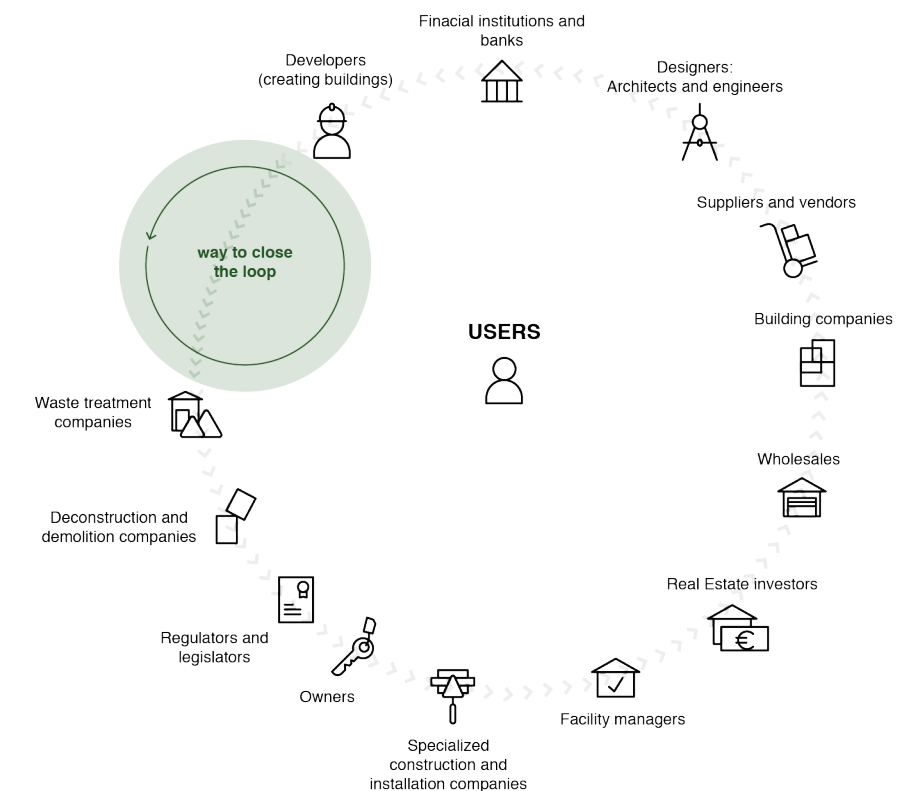 Finacial institutions and
banks
Developers
(creating buildings)
Designers:
Architects and engineers
Suppliers and vendors
way to close
the loop
Building companies
USERS
Waste treatment
companies
Wholesales
Deconstruction and
demolition companies
Real Estate investors
€
Regulators and
legislators
Owners
Facility managers
Specialized
construction and
installation companies